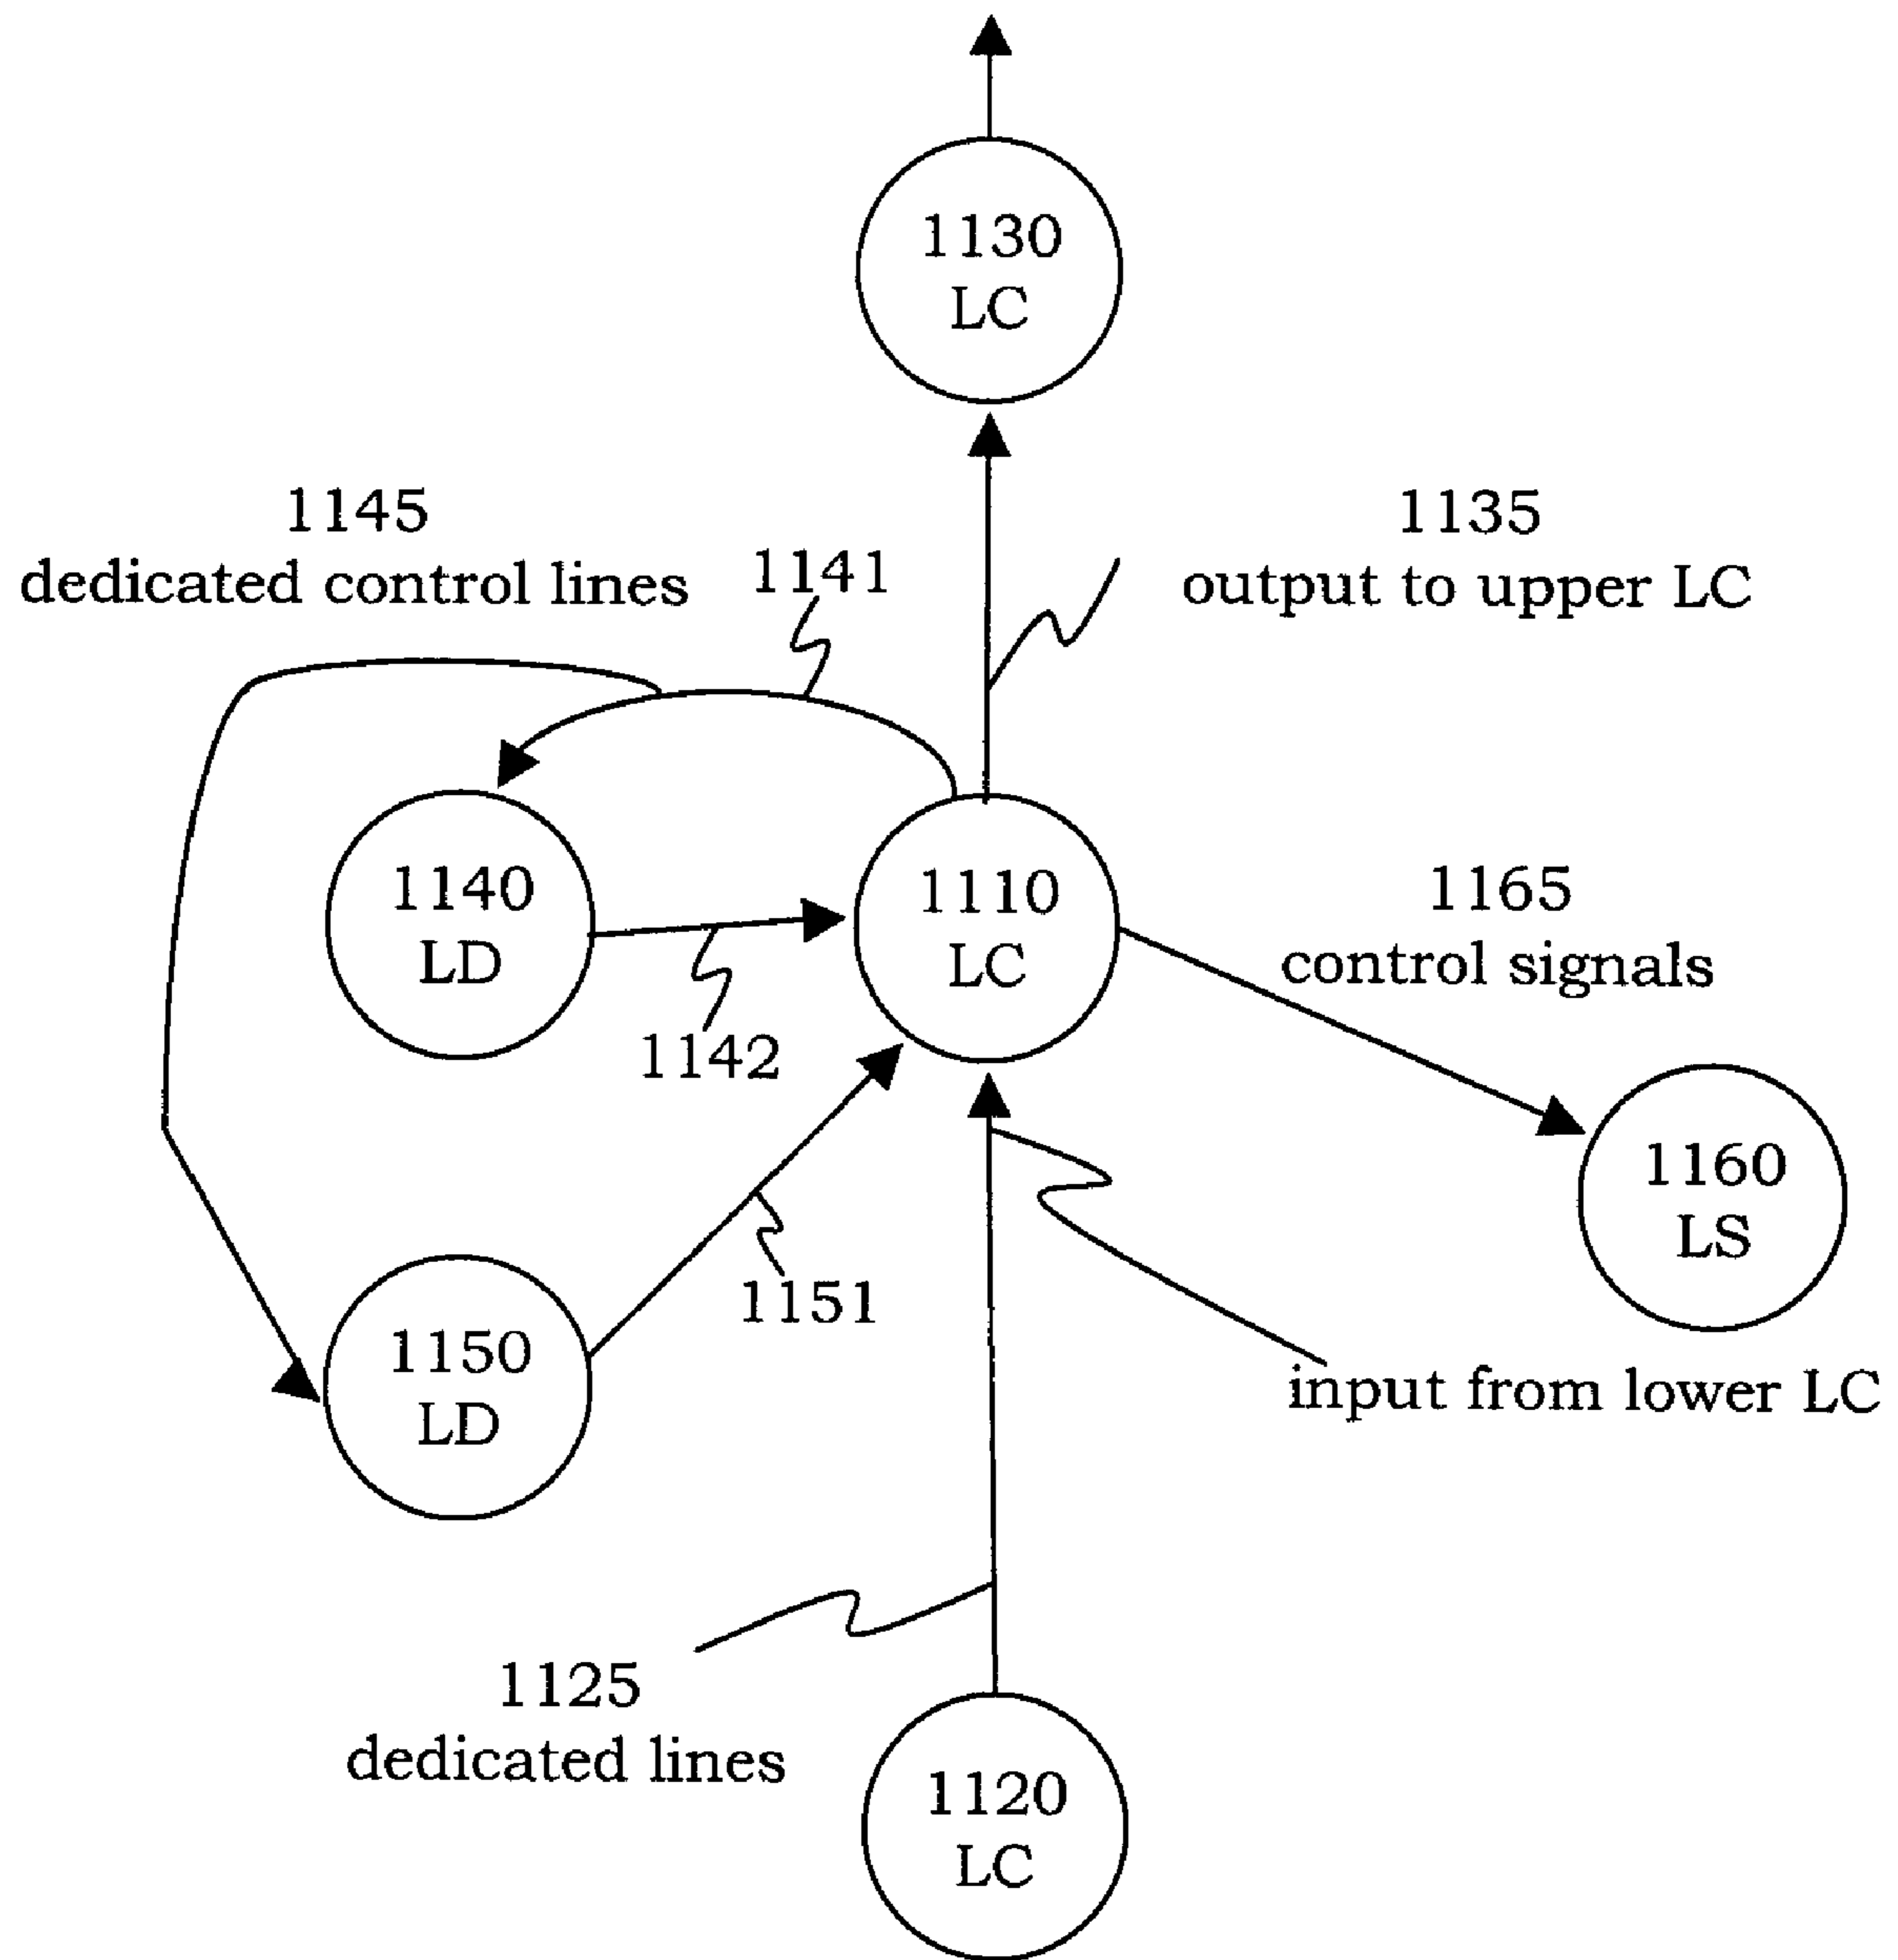 1130
LC
1145
dedicated control lines
1141
1135
output to upper LC
1140
LD
1110
LC
1165
control signals
1142
1160
LS
1151
1150
LD
input from lower LC
1125
dedicated lines
1120
LC